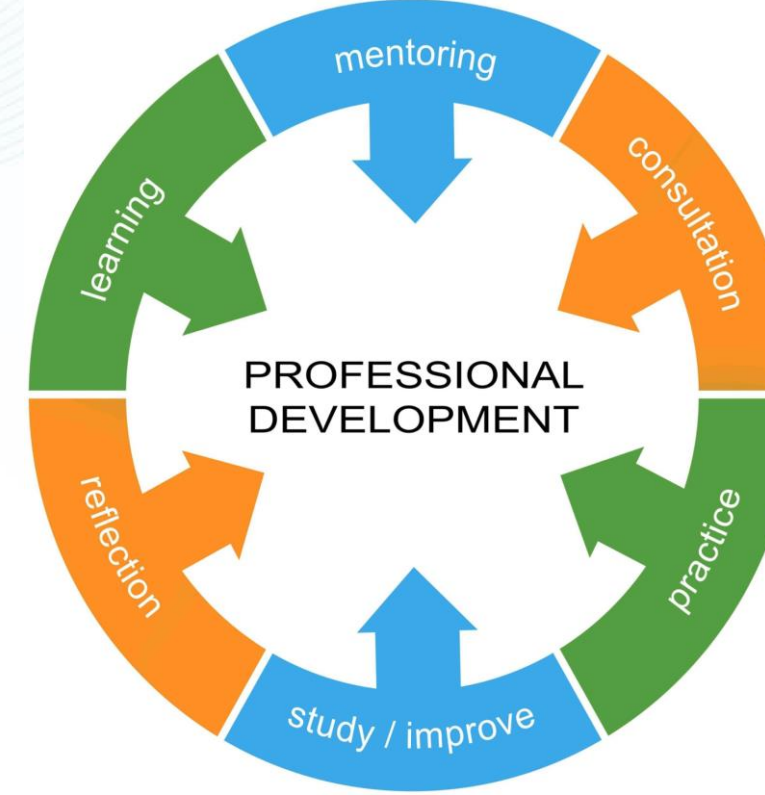 mentoring
consultation
learning
PROFESSIONAL
DEVELOPMENT
reflection
practice
study / improve